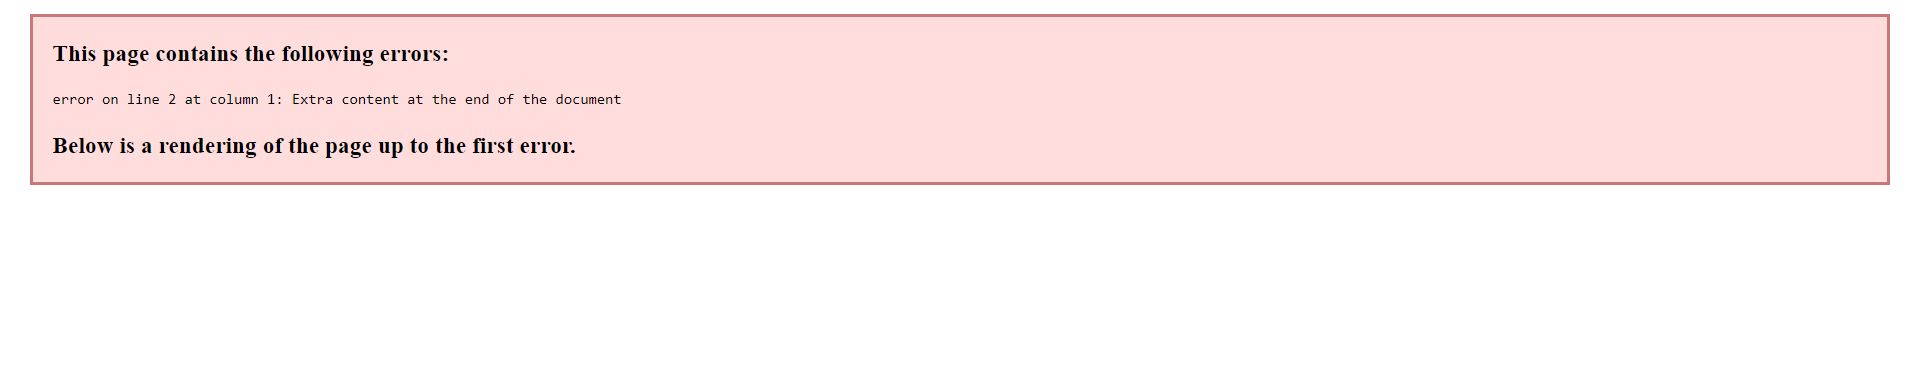 This page contains the following errors:
error on line 2 at column 1: Extra content at the end of the document
Below is a rendering of the page up to the first error.